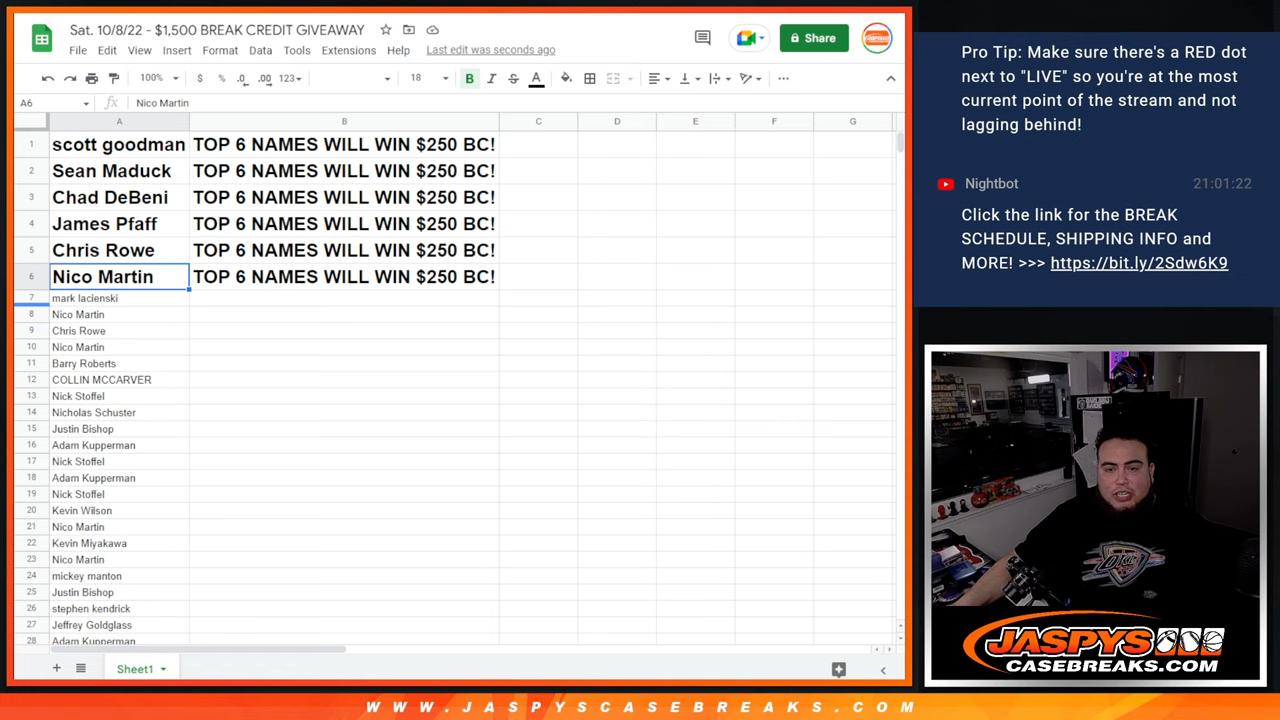 Sat. 10/8/22 - $1,500 BREAK CREDIT GIVEAWAY
File Edit View Insert Format Data Tools Extensions Help Last edit was seconds ago
Share
100% $ % .0 .00 123 18 B I S A
A6 fx Nico Martin
A B C D E F G
1 scott goodman TOP 6 NAMES WILL WIN $250 BC!
2 Sean Maduck TOP 6 NAMES WILL WIN $250 BC!
3 Chad DeBeni TOP 6 NAMES WILL WIN $250 BC!
4 James Pfaff TOP 6 NAMES WILL WIN $250 BC!
5 Chris Rowe TOP 6 NAMES WILL WIN $250 BC!
6 Nico Martin TOP 6 NAMES WILL WIN $250 BC!
7 mark lacienski
8 Nico Martin
9 Chris Rowe
10 Nico Martin
11 Barry Roberts
12 COLLIN MCCARVER
13 Nick Stoffel
14 Nicholas Schuster
15 Justin Bishop
16 Adam Kupperman
17 Nick Stoffel
18 Adam Kupperman
19 Nick Stoffel
20 Kevin Wilson
21 Nico Martin
22 Kevin Miyakawa
23 Nico Martin
24 mickey manton
25 Justin Bishop
26 stephen kendrick
27 Jeffrey Goldglass
28 Adam Kupperman
Sheet1
Pro Tip: Make sure there's a RED dot
next to "LIVE" so you're at the most
current point of the stream and not
lagging behind!
Nightbot 21:01:22
Click the link for the BREAK
SCHEDULE, SHIPPING INFO and
MORE! >>> https://bit.ly/2Sdw6K9
OKC
JASPYS
CASEBREAKS.COM
WWW.JASPYSCASEBREAKS.COM